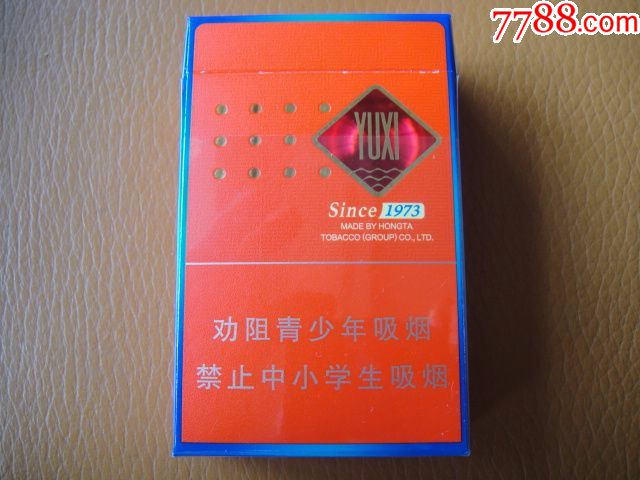 7788.com
YUXI
Since 1973
MADE BY HONGTA
TOBACCO (GROUP) CO., LTD.
劝阻青少年吸烟
禁止中小学生吸烟